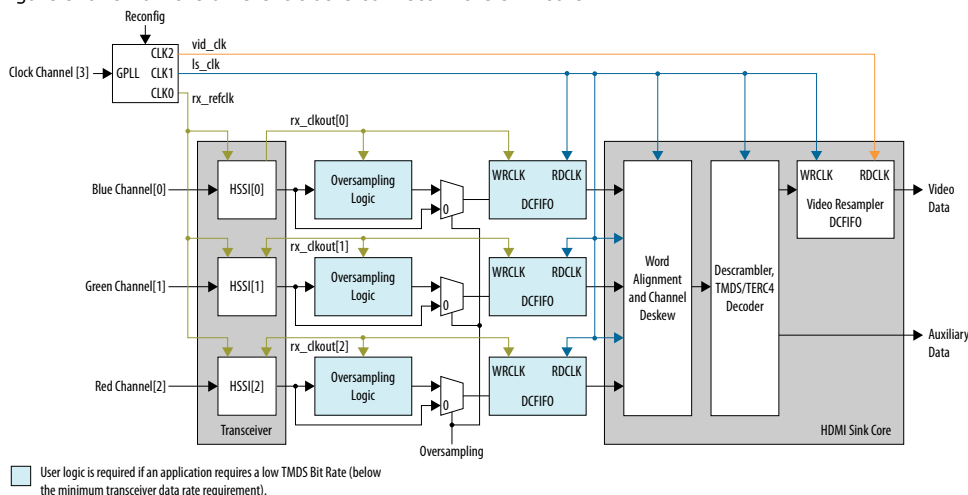 Reconfig
CLK2
vid_clk
Clock Channel [3]
GPLL
CLK1
ls_clk
CLK0
rx_refclk
rx_clkout[0]
Blue Channel[0]
HSSI[0]
Oversampling
Logic
0
WRCLK
RDCLK
DCFIFO
WRCLK
RDCLK
Video Resampler
DCFIFO
Video
Data
rx_clkout[1]
Green Channel[1]
HSSI[1]
Oversampling
Logic
0
WRCLK
RDCLK
DCFIFO
Word
Alignment
and Channel
Deskew
Descrambler,
TMDS/TERC4
Decoder
Auxiliary
Data
rx_clkout[2]
Red Channel[2]
HSSI[2]
Oversampling
Logic
0
WRCLK
RDCLK
DCFIFO
Transceiver
Oversampling
HDMI Sink Core
User logic is required if an application requires a low TMDS Bit Rate (below
the minimum transceiver data rate requirement).